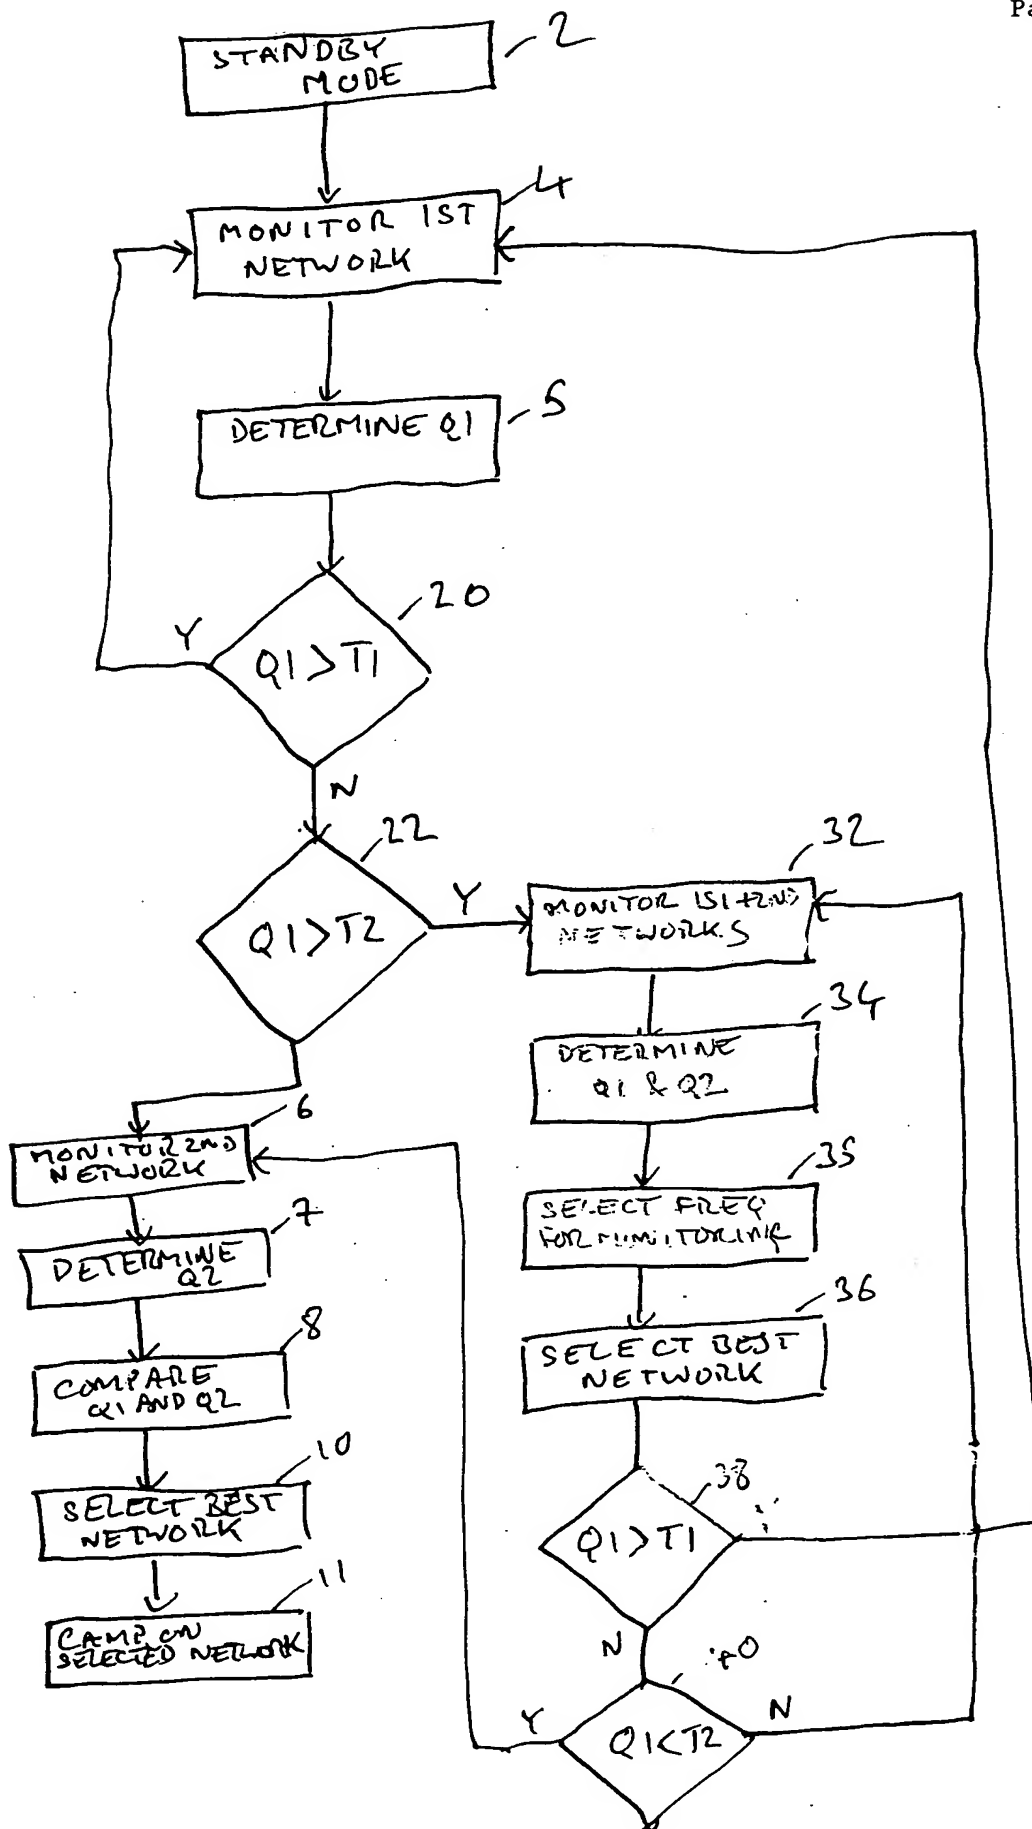 Pa
STANDBY
MODE
2
MONITOR 1ST
NETWORK
4
DETERMINE Q1
5
Q1>T1
20
Y
N
Q1>T2
22
Y
MONITOR 1ST +2ND
NETWORKS
32
DETERMINE
Q1 & Q2
34
SELECT FREQ
FOR MONITORING
35
SELECT BEST
NETWORK
36
Q1>T1
38
N
Q1<T2
Y
N
MONITOR 2ND
NETWORK
6
DETERMINE
Q2
7
COMPARE
Q1 AND Q2
8
SELECT BEST
NETWORK
10
CAMP ON
SELECTED NETWORK
11